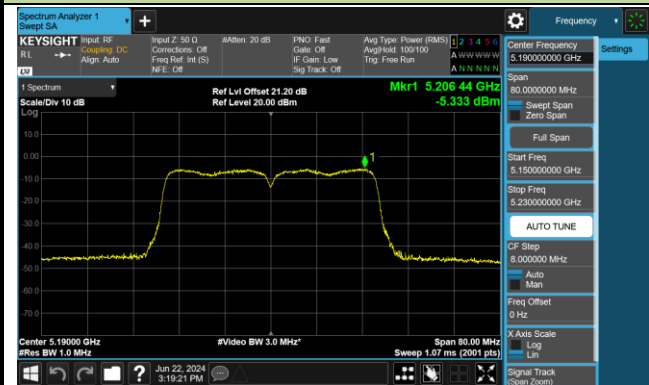 Spectrum Analyzer 1
Swept SA
+
Frequency
KEYSIGHT Input: RF Input Z: 50 Ω #Atten: 20 dB PNO: Fast Avg Type: Power (RMS) 1 2 3 4 5 6
RL Coupling: DC Corrections: Off Gate: Off Avg|Hold: 100/100 A W W W W W
Align: Auto Freq Ref: Int (S) IF Gain: Low Trig: Free Run
NFE: Off Sig Track: Off A N N N N N
1 Spectrum
Scale/Div 10 dB
Log
Ref Lvl Offset 21.20 dB
Ref Level 20.00 dBm
Mkr1 5.206 44 GHz
-5.333 dBm
10.0
0.00
-10.0
-20.0
-30.0
-40.0
-50.0
-60.0
-70.0
1
Center 5.19000 GHz #Video BW 3.0 MHz* Span 80.00 MHz
#Res BW 1.0 MHz Sweep 1.07 ms (2001 pts)
Jun 22, 2024
3:19:21 PM
?
Center Frequency
5.190000000 GHz
Settings
Span
80.0000000 MHz
Swept Span
Zero Span
Full Span
Start Freq
5.150000000 GHz
Stop Freq
5.230000000 GHz
AUTO TUNE
CF Step
8.000000 MHz
Auto
Man
Freq Offset
0 Hz
X Axis Scale
Log
Lin
Signal Track
(Span Zoom)